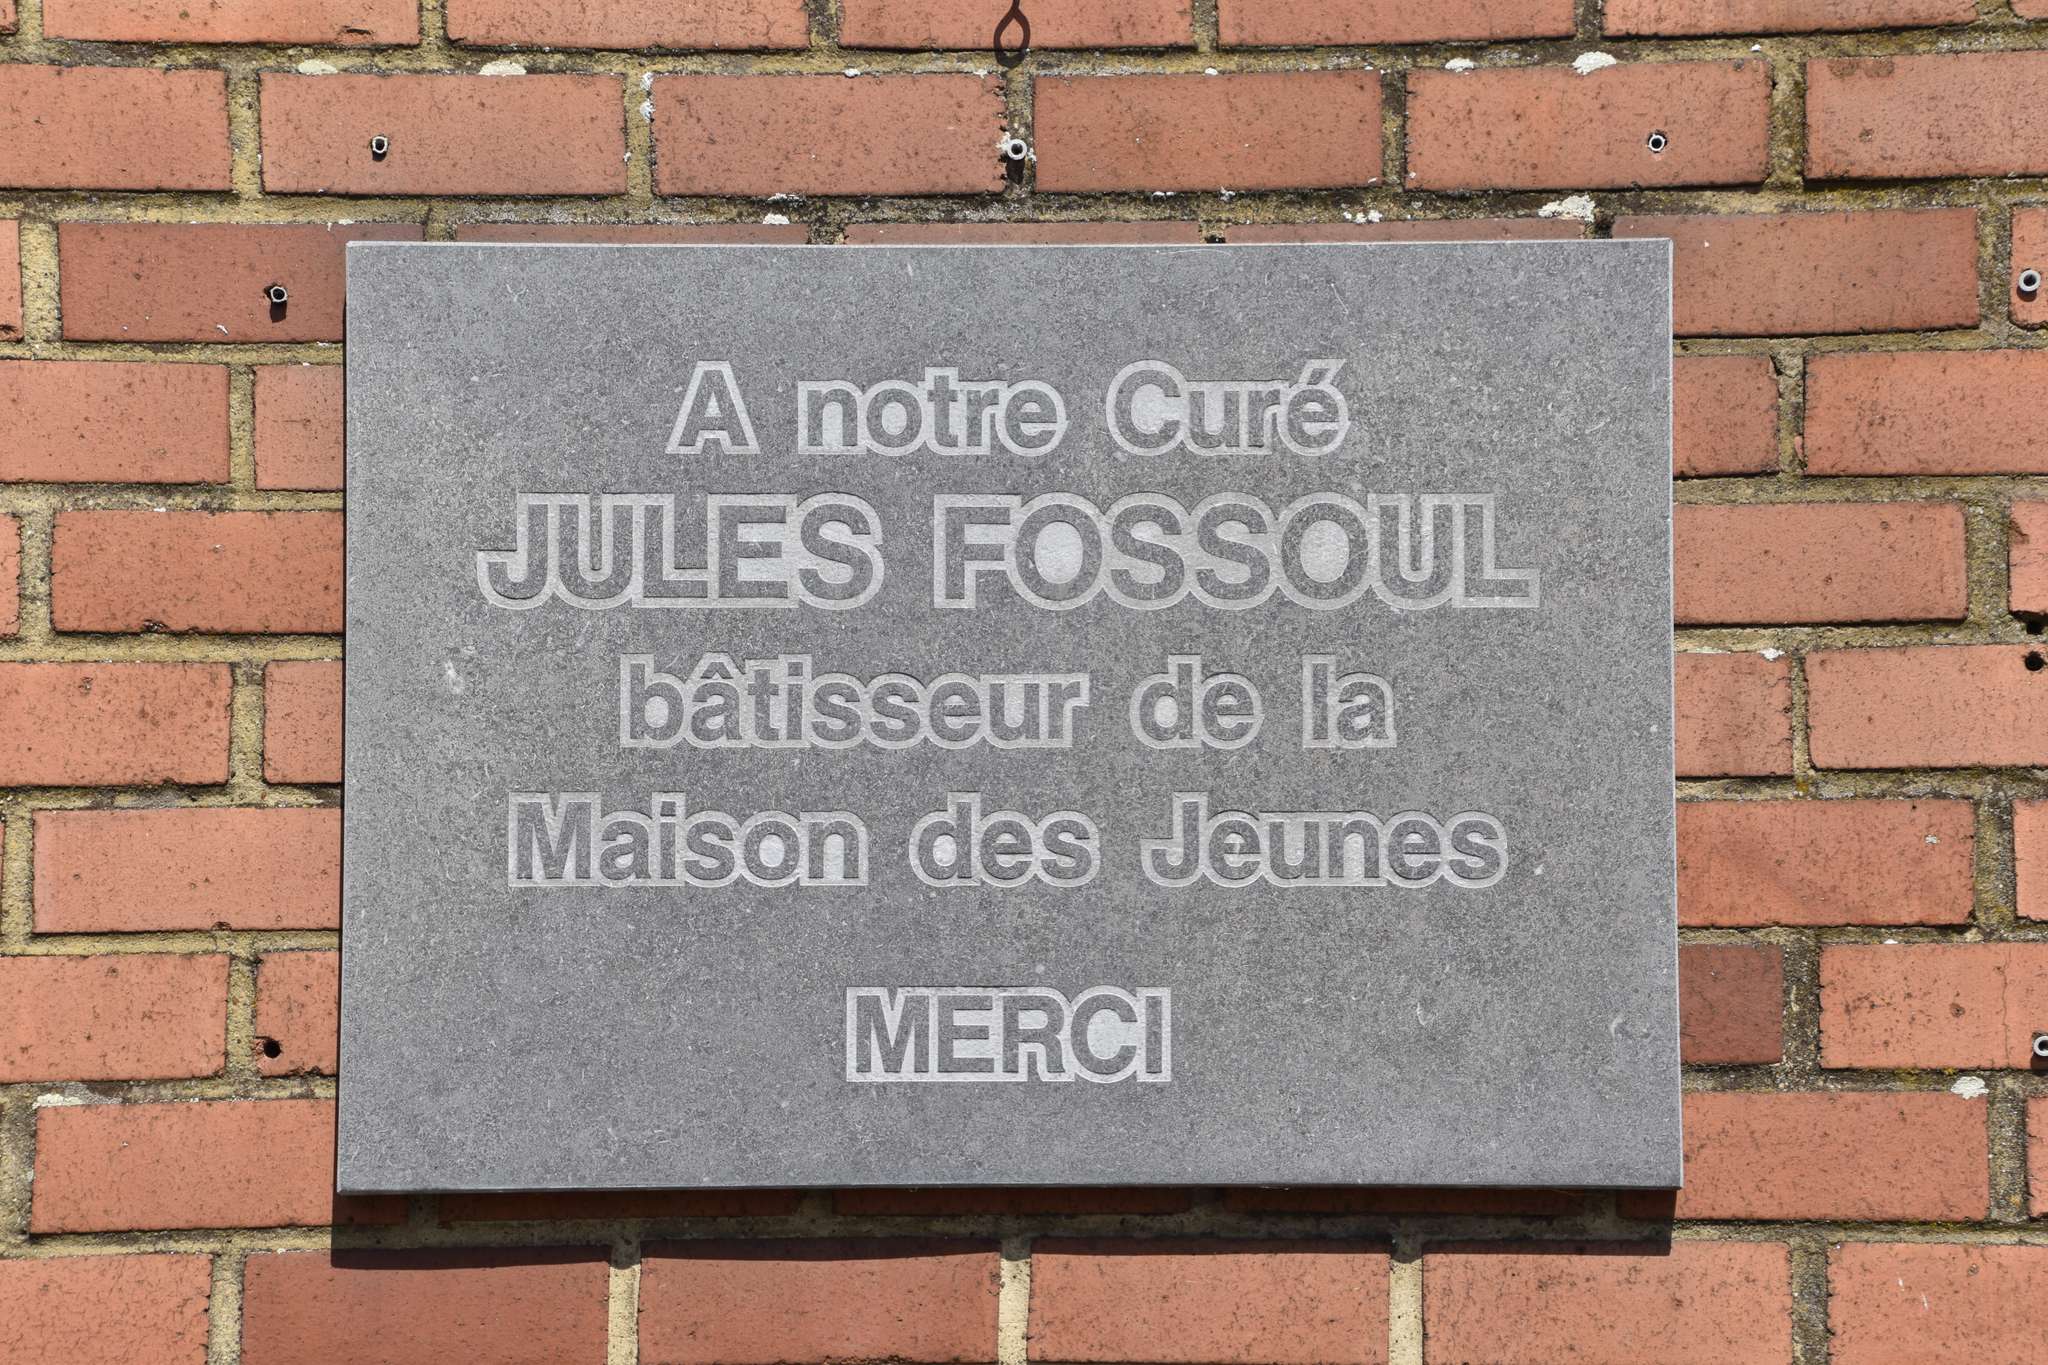 A notre Curé
JULES FOSSOUL
bâtisseur de la
Maison des Jeunes
MERCI